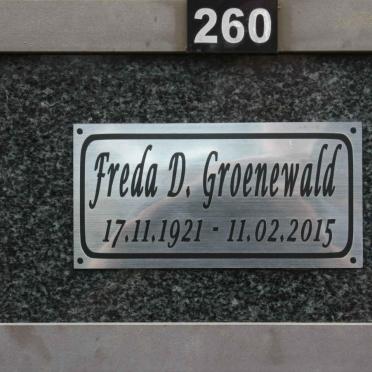 260
Freda D. Groenewald
17.11.1921 - 11.02.2015